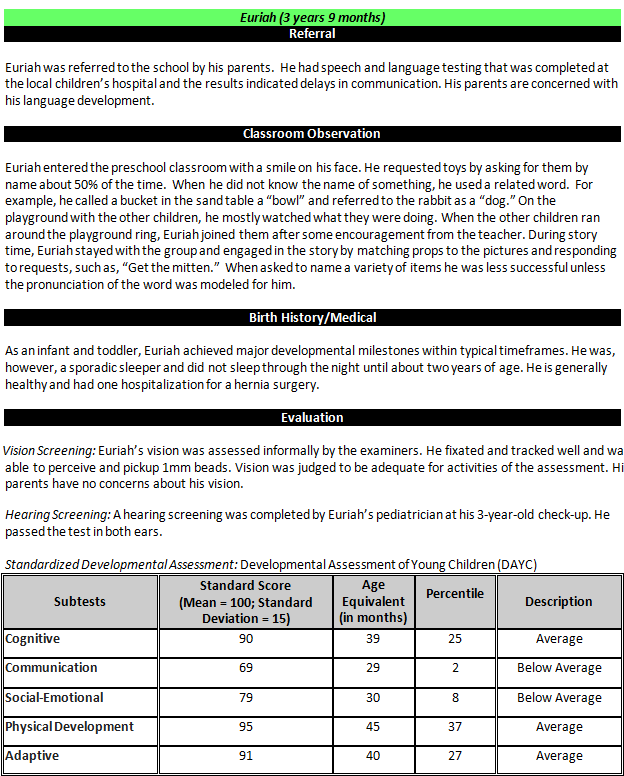 Euriah (3 years 9 months)
Referral
Euriah was referred to the school by his parents.  He had speech and language testing that was completed at
the local children's hospital and the results indicated delays in communication. His parents are concerned with
his language development.
Classroom Observation
Euriah entered the preschool classroom with a smile on his face. He requested toys by asking for them by
name about 50% of the time.  When he did not know the name of something, he used a related word.  For
example, he called a bucket in the sand table a “bowl” and referred to the rabbit as a “dog.” On the
playground with the other children, he mostly watched what they were doing. When the other children ran
around the playground ring, Euriah joined them after some encouragement from the teacher. During story
time, Euriah stayed with the group and engaged in the story by matching props to the pictures and responding
to requests, such as, “Get the mitten.”  When asked to name a variety of items he was less successful unless
the pronunciation of the word was modeled for him.
Birth History/Medical
As an infant and toddler, Euriah achieved major developmental milestones within typical timeframes. He was,
however, a sporadic sleeper and did not sleep through the night until about two years of age. He is generally
healthy and had one hospitalization for a hernia surgery.
Evaluation
Vision Screening: Euriah's vision was assessed informally by the examiners. He fixated and tracked well and wa
able to perceive and pickup 1mm beads. Vision was judged to be adequate for activities of the assessment. Hi
parents have no concerns about his vision.
Hearing Screening: A hearing screening was completed by Euriah's pediatrician at his 3-year-old check-up. He
passed the test in both ears.
Standardized Developmental Assessment: Developmental Assessment of Young Children (DAYC)
Subtests Standard Score (Mean = 100; Standard Deviation = 15) Age Equivalent (in months) Percentile Description
Cognitive 90 39 25 Average
Communication 69 29 2 Below Average
Social-Emotional 79 30 8 Below Average
Physical Development 95 45 37 Average
Adaptive 91 40 27 Average